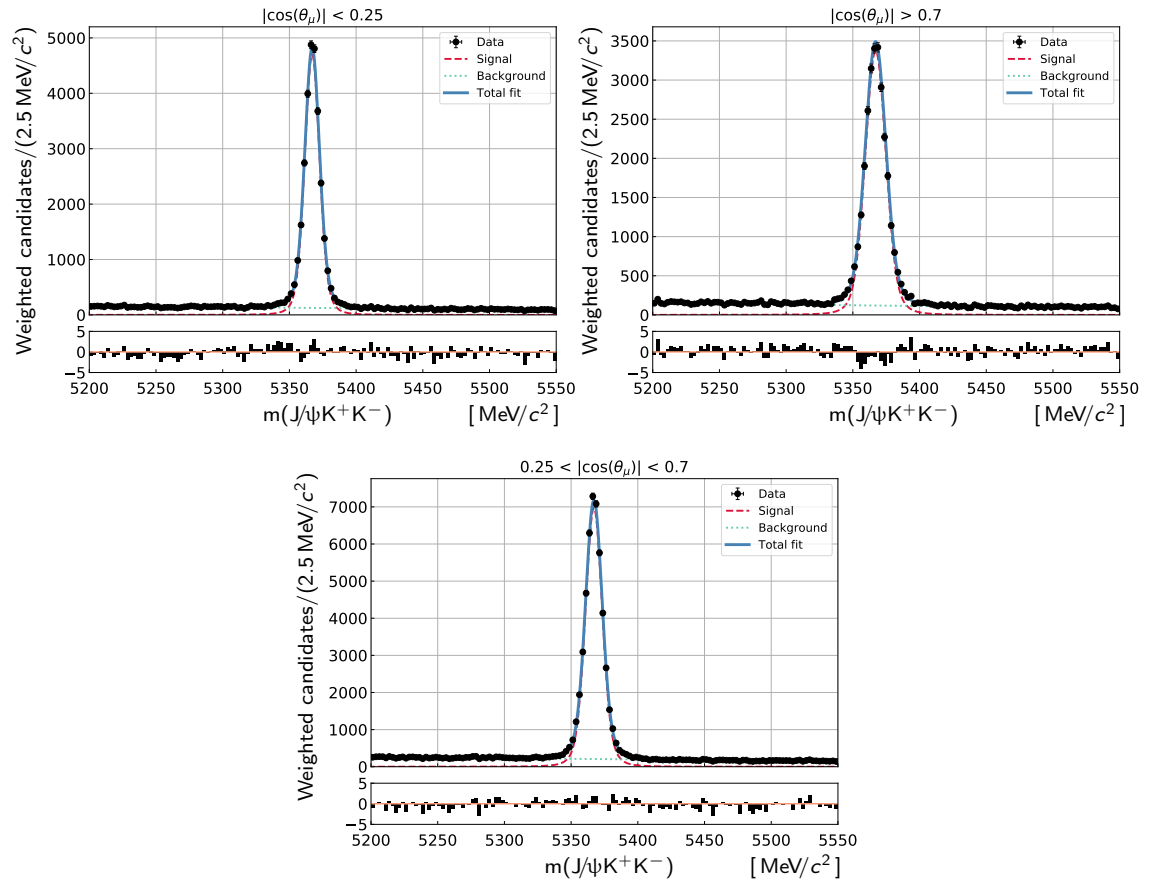 |cos(θμ)| < 0.25
Weighted candidates/(2.5 MeV/c²)
5000
4000
3000
2000
1000
0
Data
Signal
Background
Total fit
5
0
−5
5200 5250 5300 5350 5400 5450 5500 5550
m(J/ψK⁺K⁻) [MeV/c²]
|cos(θμ)| > 0.7
Weighted candidates/(2.5 MeV/c²)
3500
3000
2500
2000
1500
1000
500
0
Data
Signal
Background
Total fit
5
0
−5
5200 5250 5300 5350 5400 5450 5500 5550
m(J/ψK⁺K⁻) [MeV/c²]
0.25 < |cos(θμ)| < 0.7
Weighted candidates/(2.5 MeV/c²)
7000
6000
5000
4000
3000
2000
1000
0
Data
Signal
Background
Total fit
5
0
−5
5200 5250 5300 5350 5400 5450 5500 5550
m(J/ψK⁺K⁻) [MeV/c²]